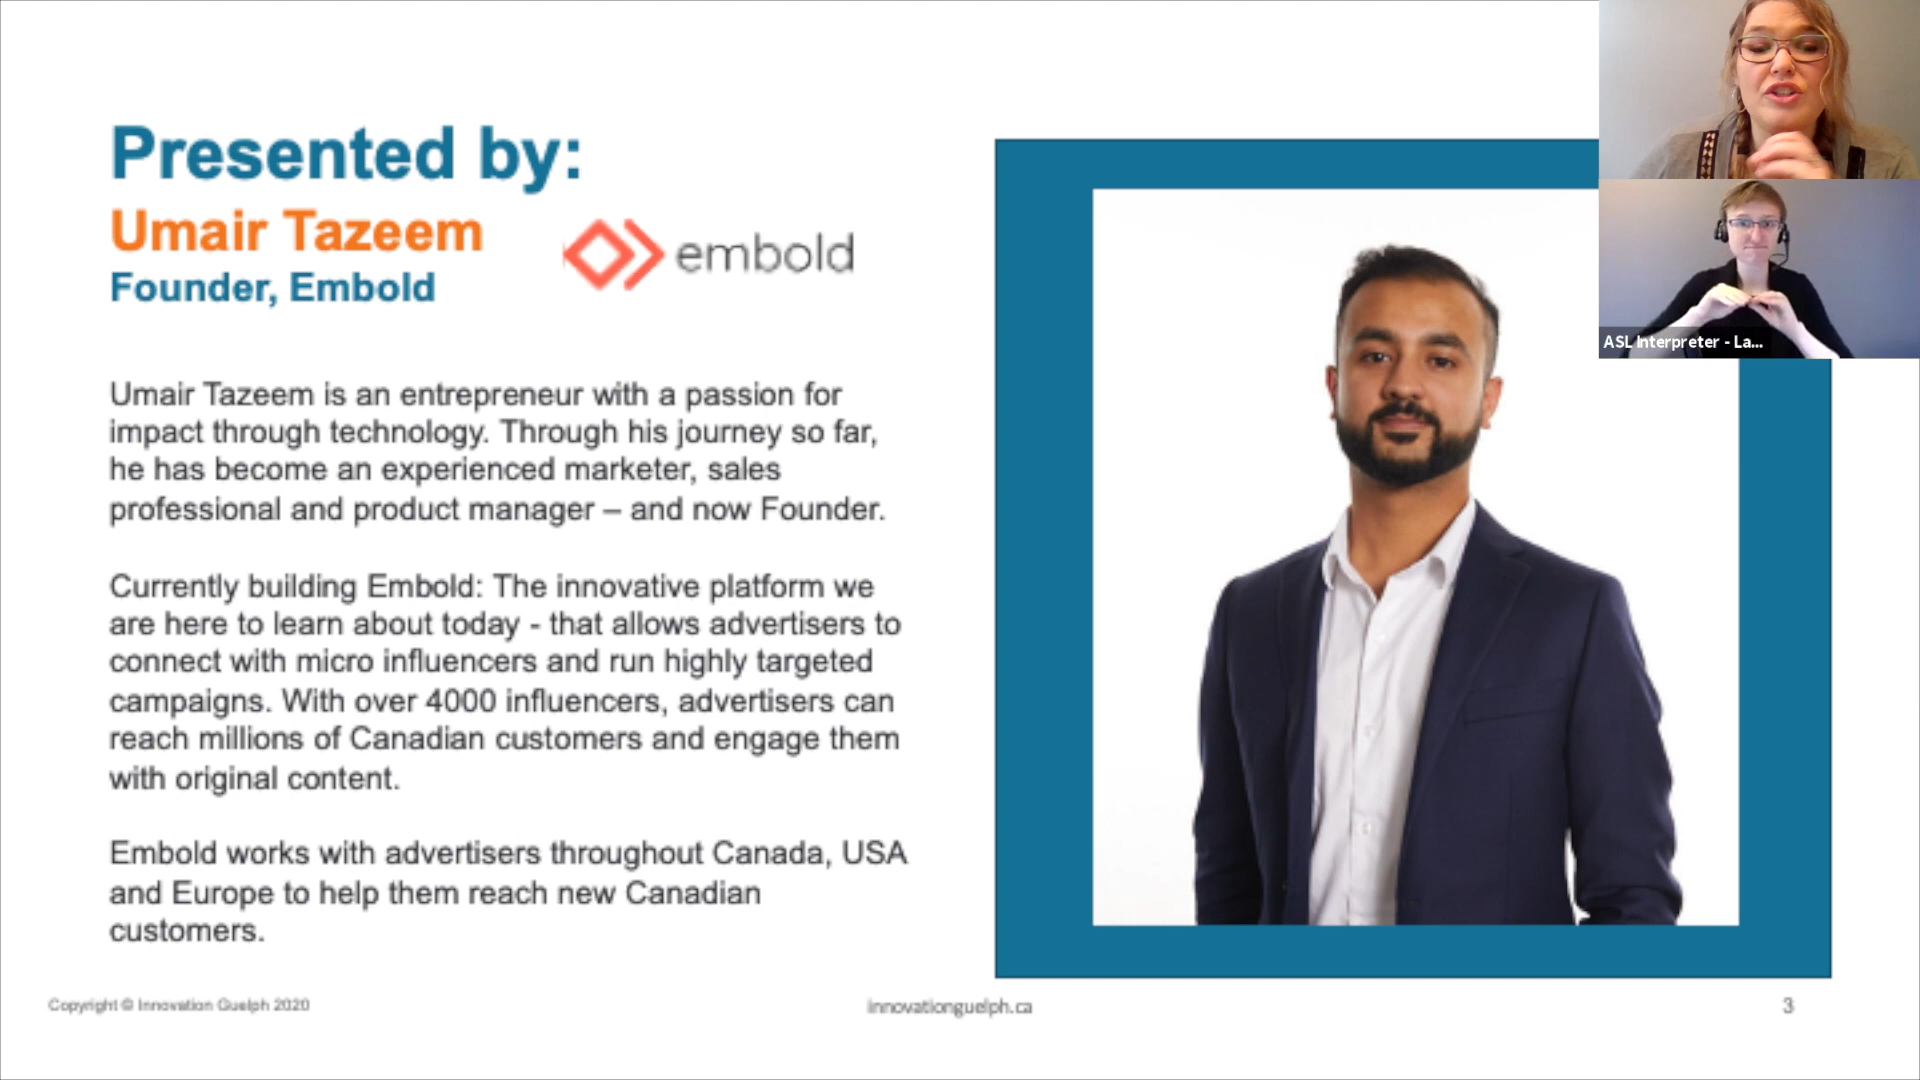 Presented by:
Umair Tazeem
Founder, Embold
embold
Umair Tazeem is an entrepreneur with a passion for
impact through technology. Through his journey so far,
he has become an experienced marketer, sales
professional and product manager – and now Founder.
Currently building Embold: The innovative platform we
are here to learn about today - that allows advertisers to
connect with micro influencers and run highly targeted
campaigns. With over 4000 influencers, advertisers can
reach millions of Canadian customers and engage them
with original content.
Embold works with advertisers throughout Canada, USA
and Europe to help them reach new Canadian
customers.
ASL Interpreter - La...
Copyright © Innovation Guelph 2020
innovationguelph.ca
3